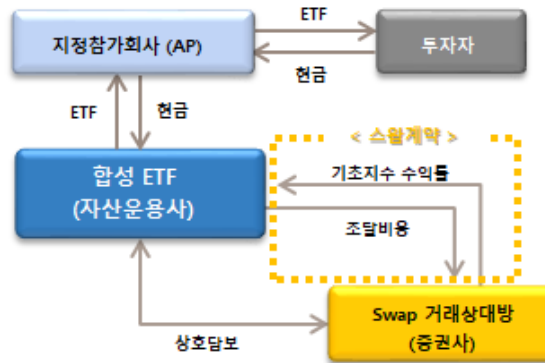 ETF
지정참가회사 (AP)
투자자
현금
ETF
현금
< 스왑계약 >
합성 ETF
(자산운용사)
기초지수 수익률
조달비용
Swap 거래상대방
(증권사)
상호담보